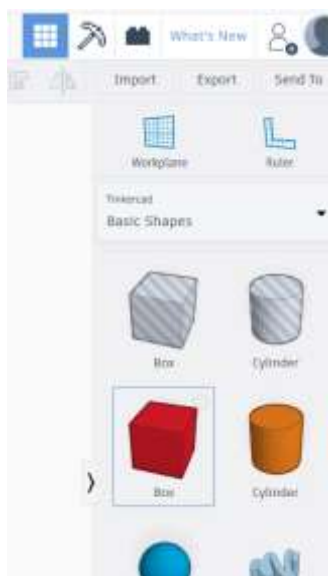 What's New
Import Export Send To
Workplane Ruler
Tinkercad
Basic Shapes
Box Cylinder
Box Cylinder